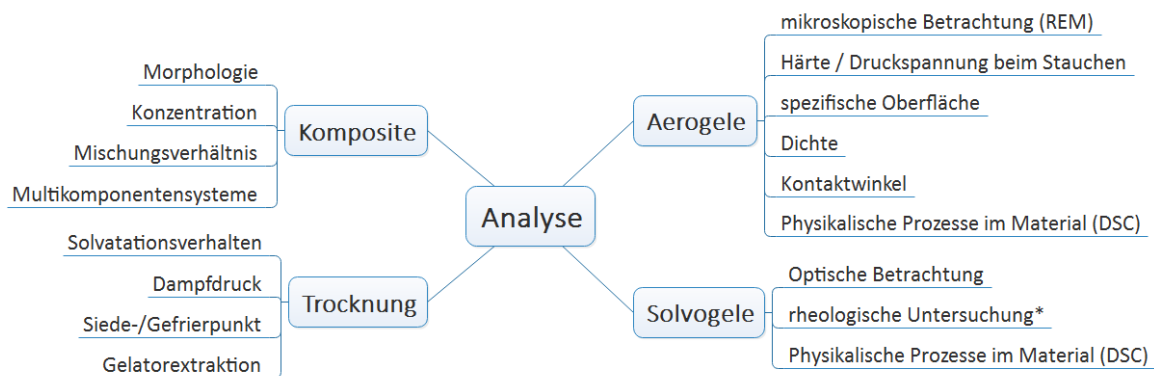 Analyse
Komposite
Morphologie
Konzentration
Mischungsverhältnis
Multikomponentensysteme
Trocknung
Solvatationsverhalten
Dampfdruck
Siede-/Gefrierpunkt
Gelatorextraktion
Aerogele
mikroskopische Betrachtung (REM)
Härte / Druckspannung beim Stauchen
spezifische Oberfläche
Dichte
Kontaktwinkel
Physikalische Prozesse im Material (DSC)
Solvogele
Optische Betrachtung
rheologische Untersuchung*
Physikalische Prozesse im Material (DSC)